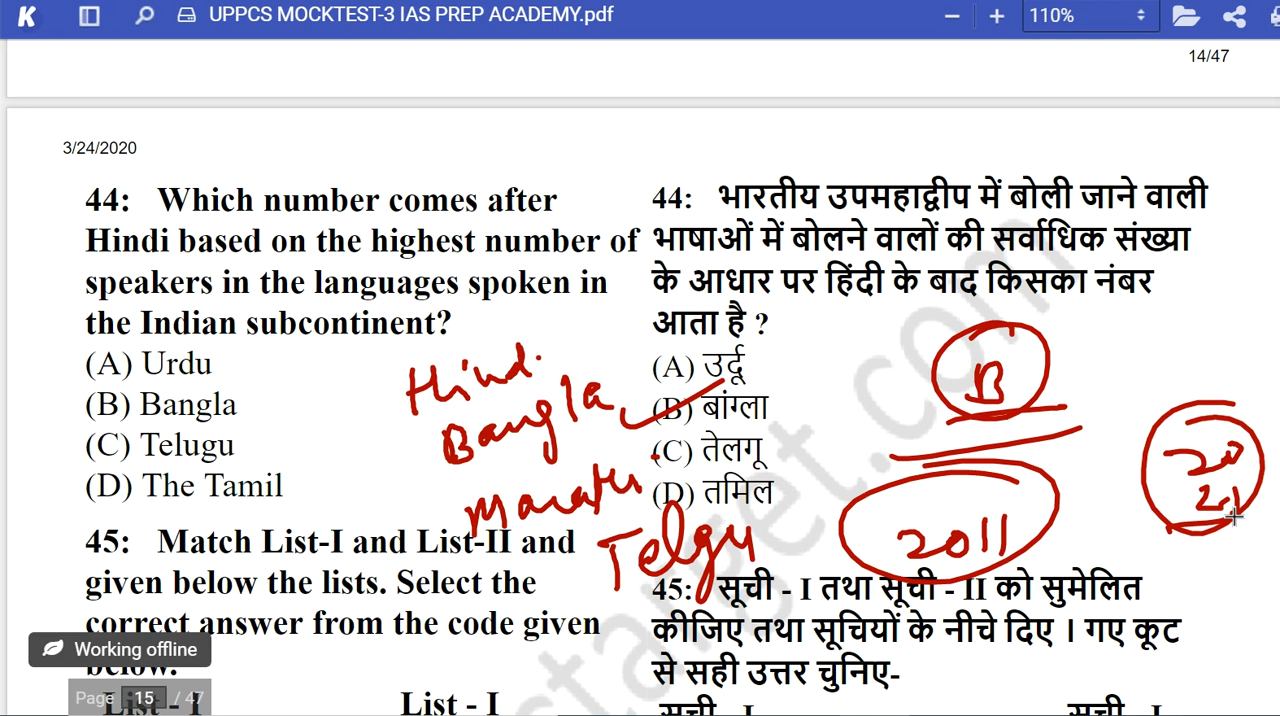 UPPCS MOCKTEST-3 IAS PREP ACADEMY.pdf
110%
14/47
3/24/2020
44: Which number comes after
Hindi based on the highest number of
speakers in the languages spoken in
the Indian subcontinent?
(A) Urdu
(B) Bangla
(C) Telugu
(D) The Tamil
45: Match List-I and List-II and
given below the lists. Select the
correct answer from the code given
below.
List - I
List - I
44: भारतीय उपमहाद्वीप में बोली जाने वाली
भाषाओं में बोलने वालों की सर्वाधिक संख्या
के आधार पर हिंदी के बाद किसका नंबर
आता है ?
(A) उर्दू
(B) बांग्ला
(C) तेलगू
(D) तमिल
45: सूची - I तथा सूची - II को सुमेलित
कीजिए तथा सूचियों के नीचे दिए । गए कूट
से सही उत्तर चुनिए-
सूची - I
सूची - I
Hindi
Bangla
Telgu
B
2011
Working offline
Page 15 / 47